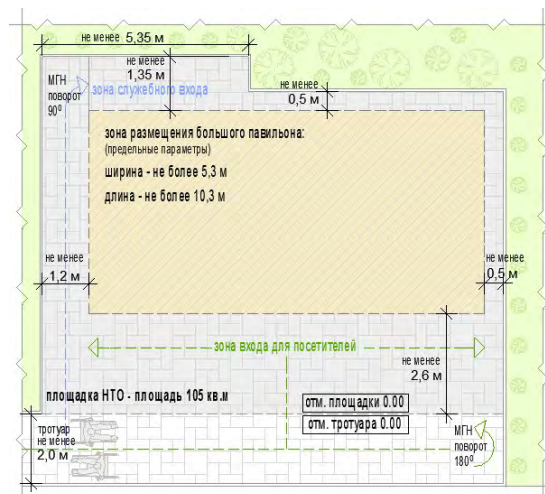 не менее 5,35 м
не менее
1,35 м
МГН
поворот
90⁰
зона служебного входа
не менее
0,5 м
зона размещения большого павильона:
(предельные параметры)
ширина - не более 5,3 м
длина - не более 10,3 м
не менее
1,2 м
не менее
0,5 м
зона входа для посетителей
не менее
2,6 м
площадка НТО - площадь 105 кв.м
отм. площадки 0.00
отм. тротуара 0.00
тротуар
не менее
2,0 м
МГН
поворот
180⁰